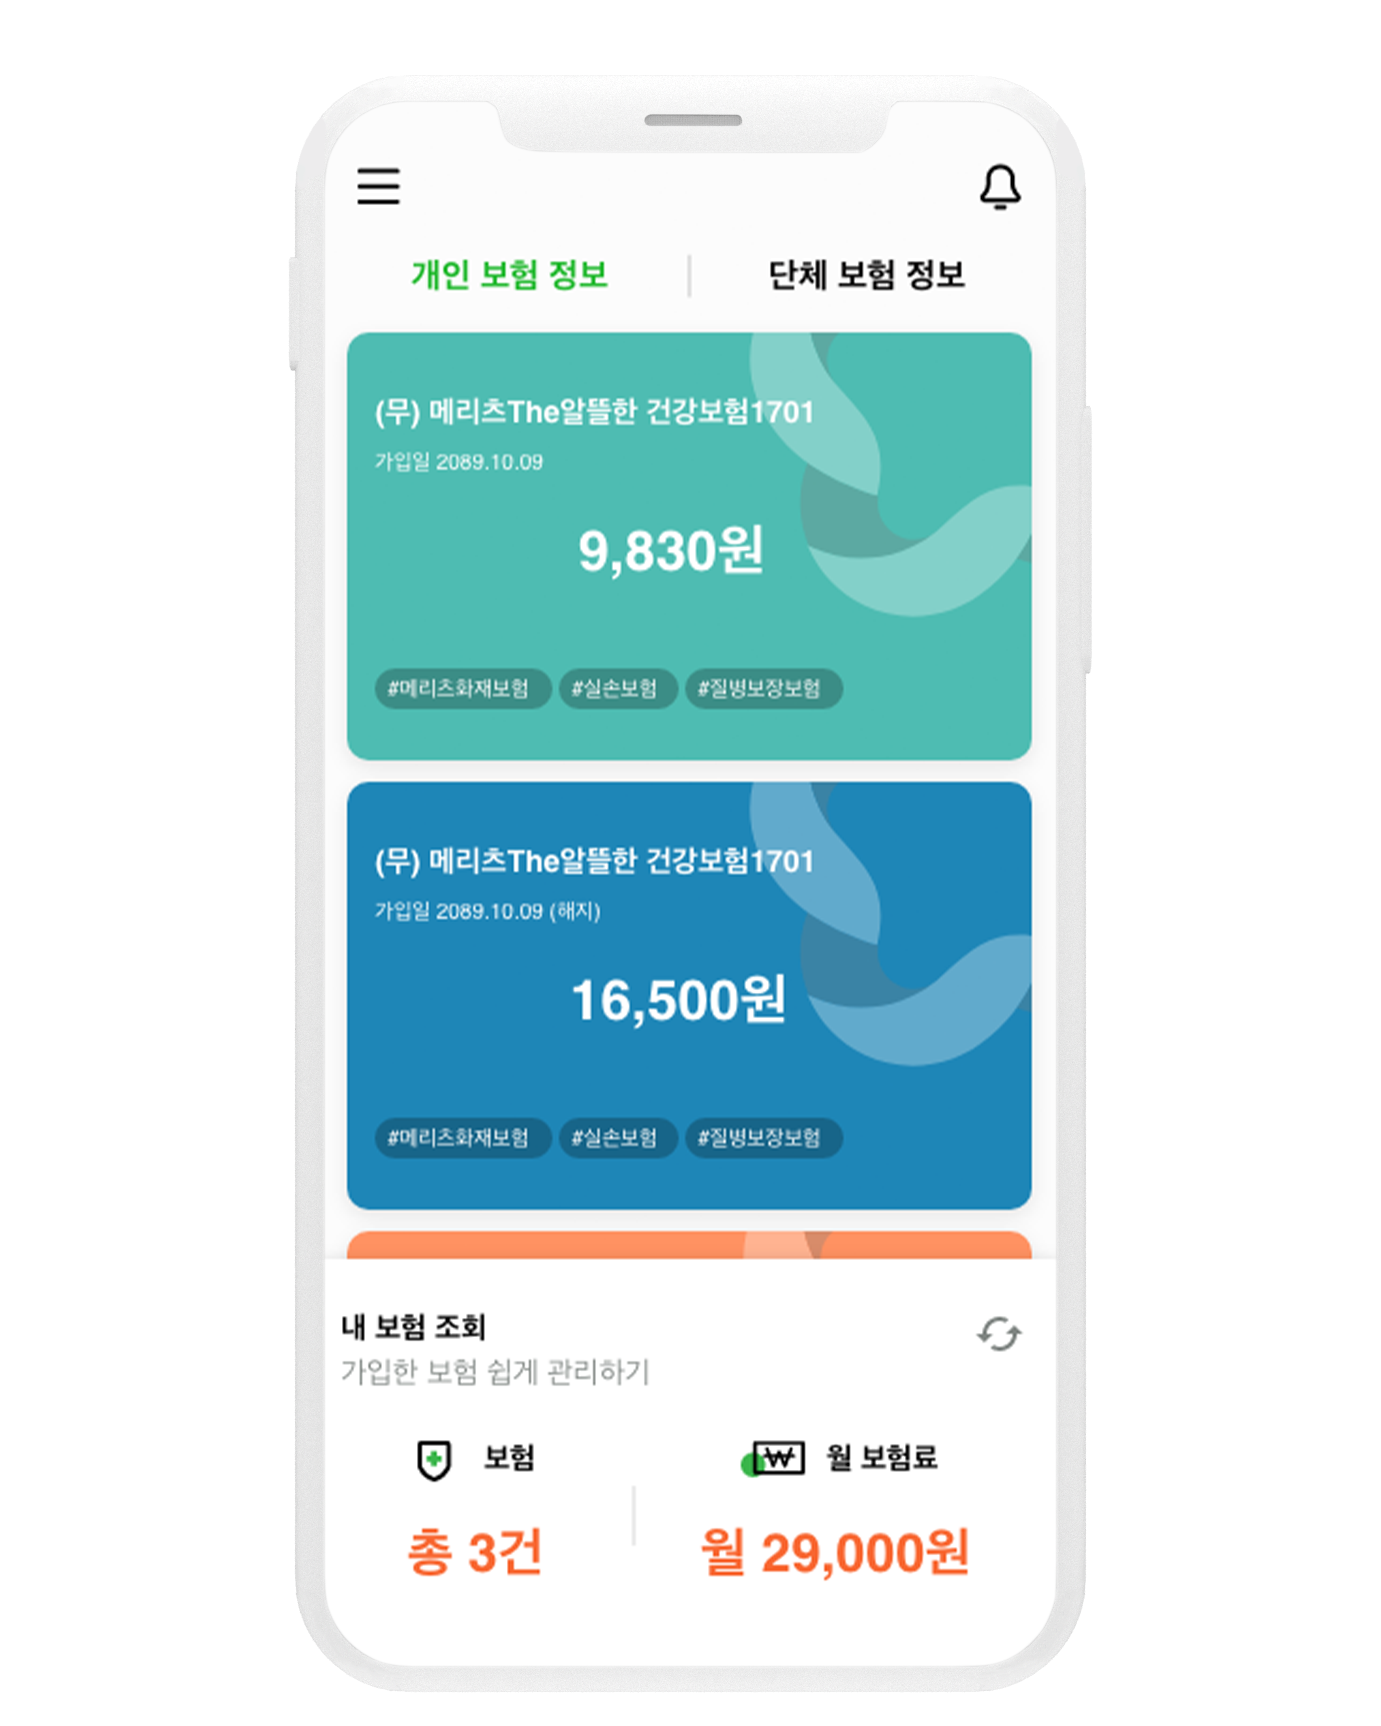 개인 보험 정보
단체 보험 정보
(무) 메리츠The알뜰한 건강보험1701
가입일 2089.10.09
9,830원
#메리츠화재보험 #실손보험 #질병보장보험
(무) 메리츠The알뜰한 건강보험1701
가입일 2089.10.09 (해지)
16,500원
#메리츠화재보험 #실손보험 #질병보장보험
내 보험 조회
가입한 보험 쉽게 관리하기
보험
₩ 월 보험료
총 3건
월 29,000원